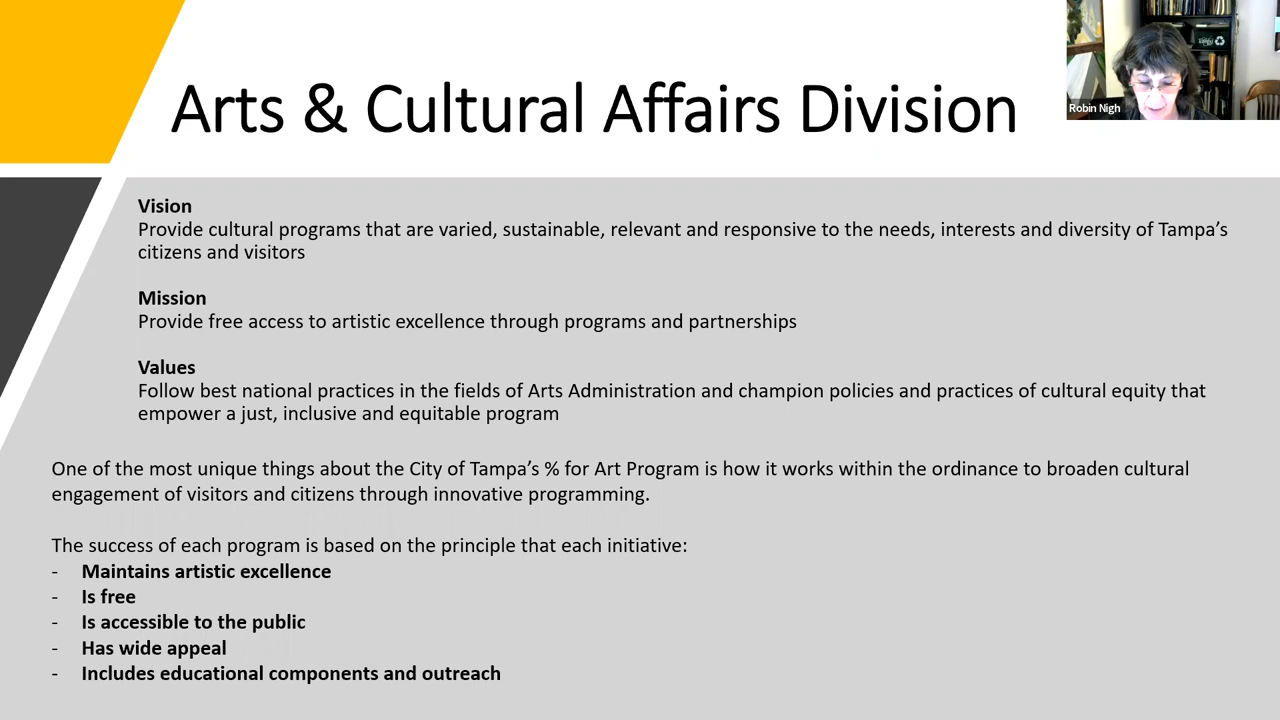 Arts & Cultural Affairs Division
Robin Nigh
Vision
Provide cultural programs that are varied, sustainable, relevant and responsive to the needs, interests and diversity of Tampa’s
citizens and visitors
Mission
Provide free access to artistic excellence through programs and partnerships
Values
Follow best national practices in the fields of Arts Administration and champion policies and practices of cultural equity that
empower a just, inclusive and equitable program
One of the most unique things about the City of Tampa’s % for Art Program is how it works within the ordinance to broaden cultural
engagement of visitors and citizens through innovative programming.
The success of each program is based on the principle that each initiative:
- Maintains artistic excellence
- Is free
- Is accessible to the public
- Has wide appeal
- Includes educational components and outreach